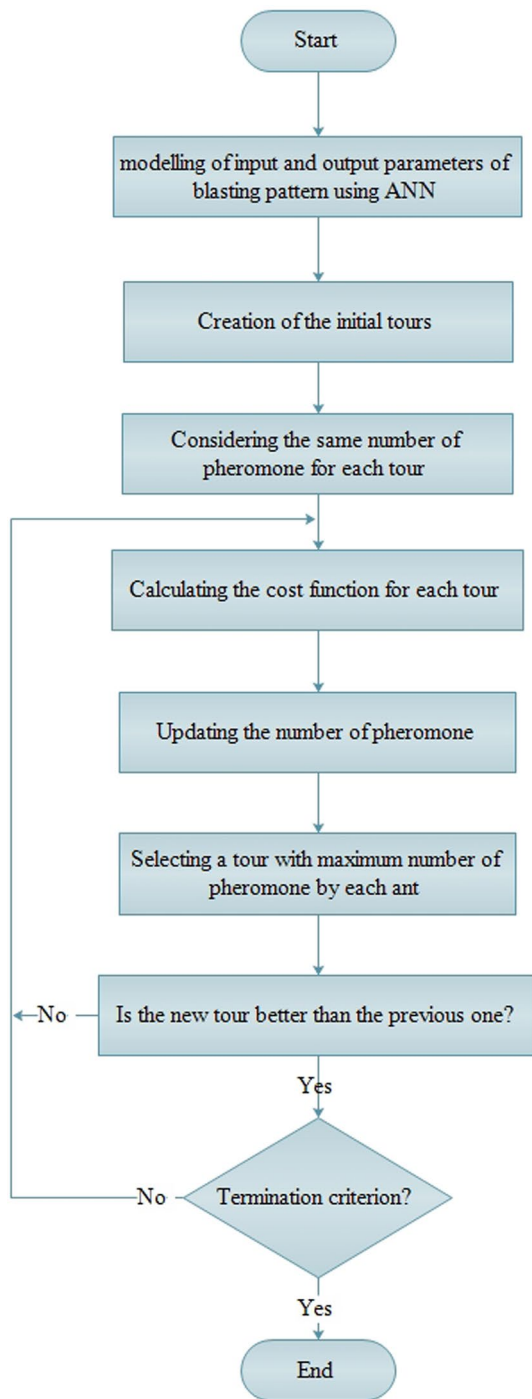 Start
modelling of input and output parameters of
blasting pattern using ANN
Creation of the initial tours
Considering the same number of
pheromone for each tour
Calculating the cost function for each tour
Updating the number of pheromone
Selecting a tour with maximum number of
pheromone by each ant
No
Is the new tour better than the previous one?
Yes
No
Termination criterion?
Yes
End